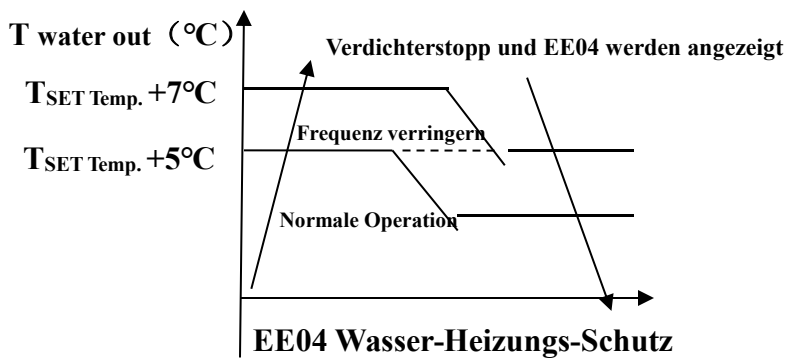 T water out（℃）
Verdichterstopp und EE04 werden angezeigt
TSET Temp. +7℃
Frequenz verringern
TSET Temp. +5℃
Normale Operation
EE04 Wasser-Heizungs-Schutz